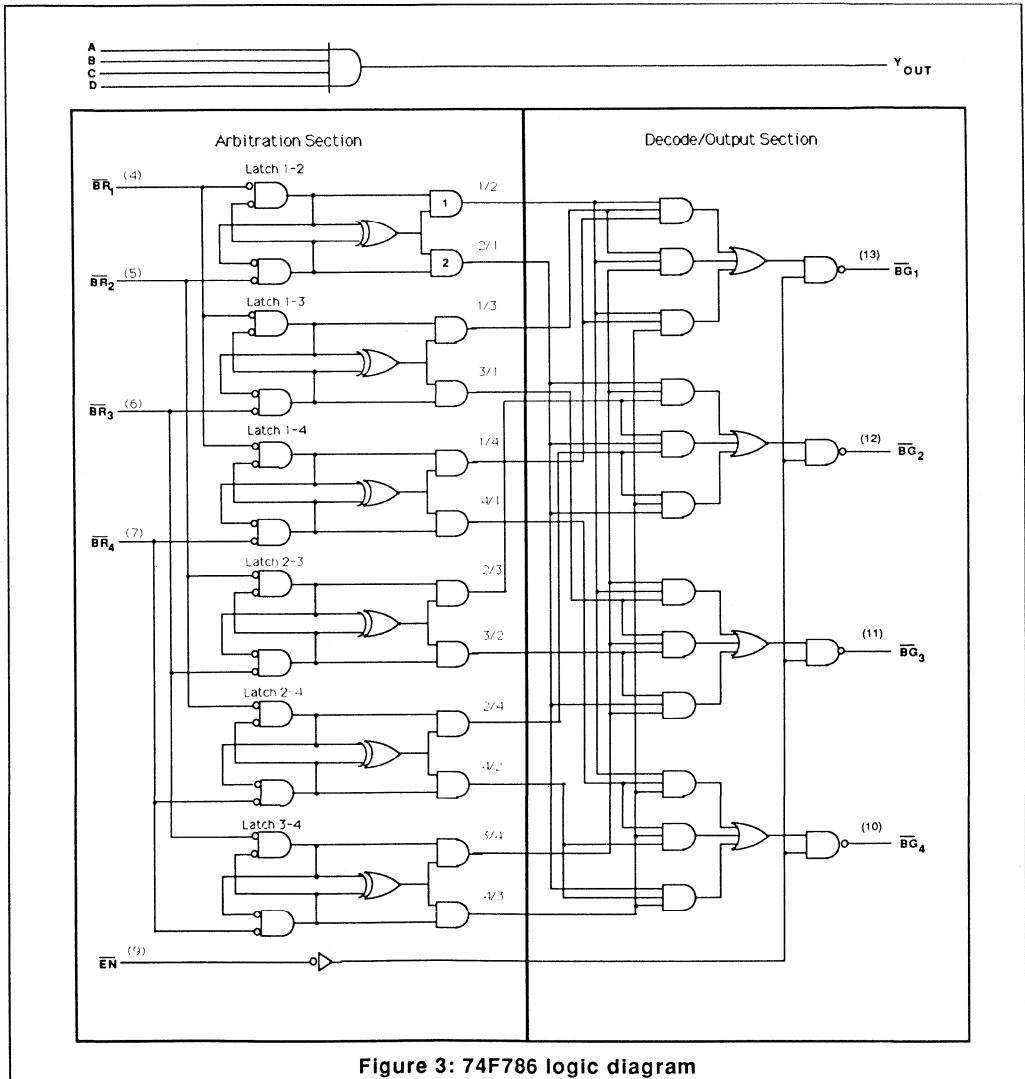 A
B
C
D
Y OUT
Arbitration Section
Decode/Output Section
Latch 1-2
BR1 (4)
1/2
1
2/1
2
(13)
BG1
BR2 (5)
Latch 1-3
1/3
3/1
BR3 (6)
Latch 1-4
1/4
4/1
(12)
BG2
BR4 (7)
Latch 2-3
2/3
3/2
(11)
BG3
Latch 2-4
2/4
4/2
Latch 3-4
3/4
4/3
(10)
BG4
EN (9)
Figure 3: 74F786 logic diagram